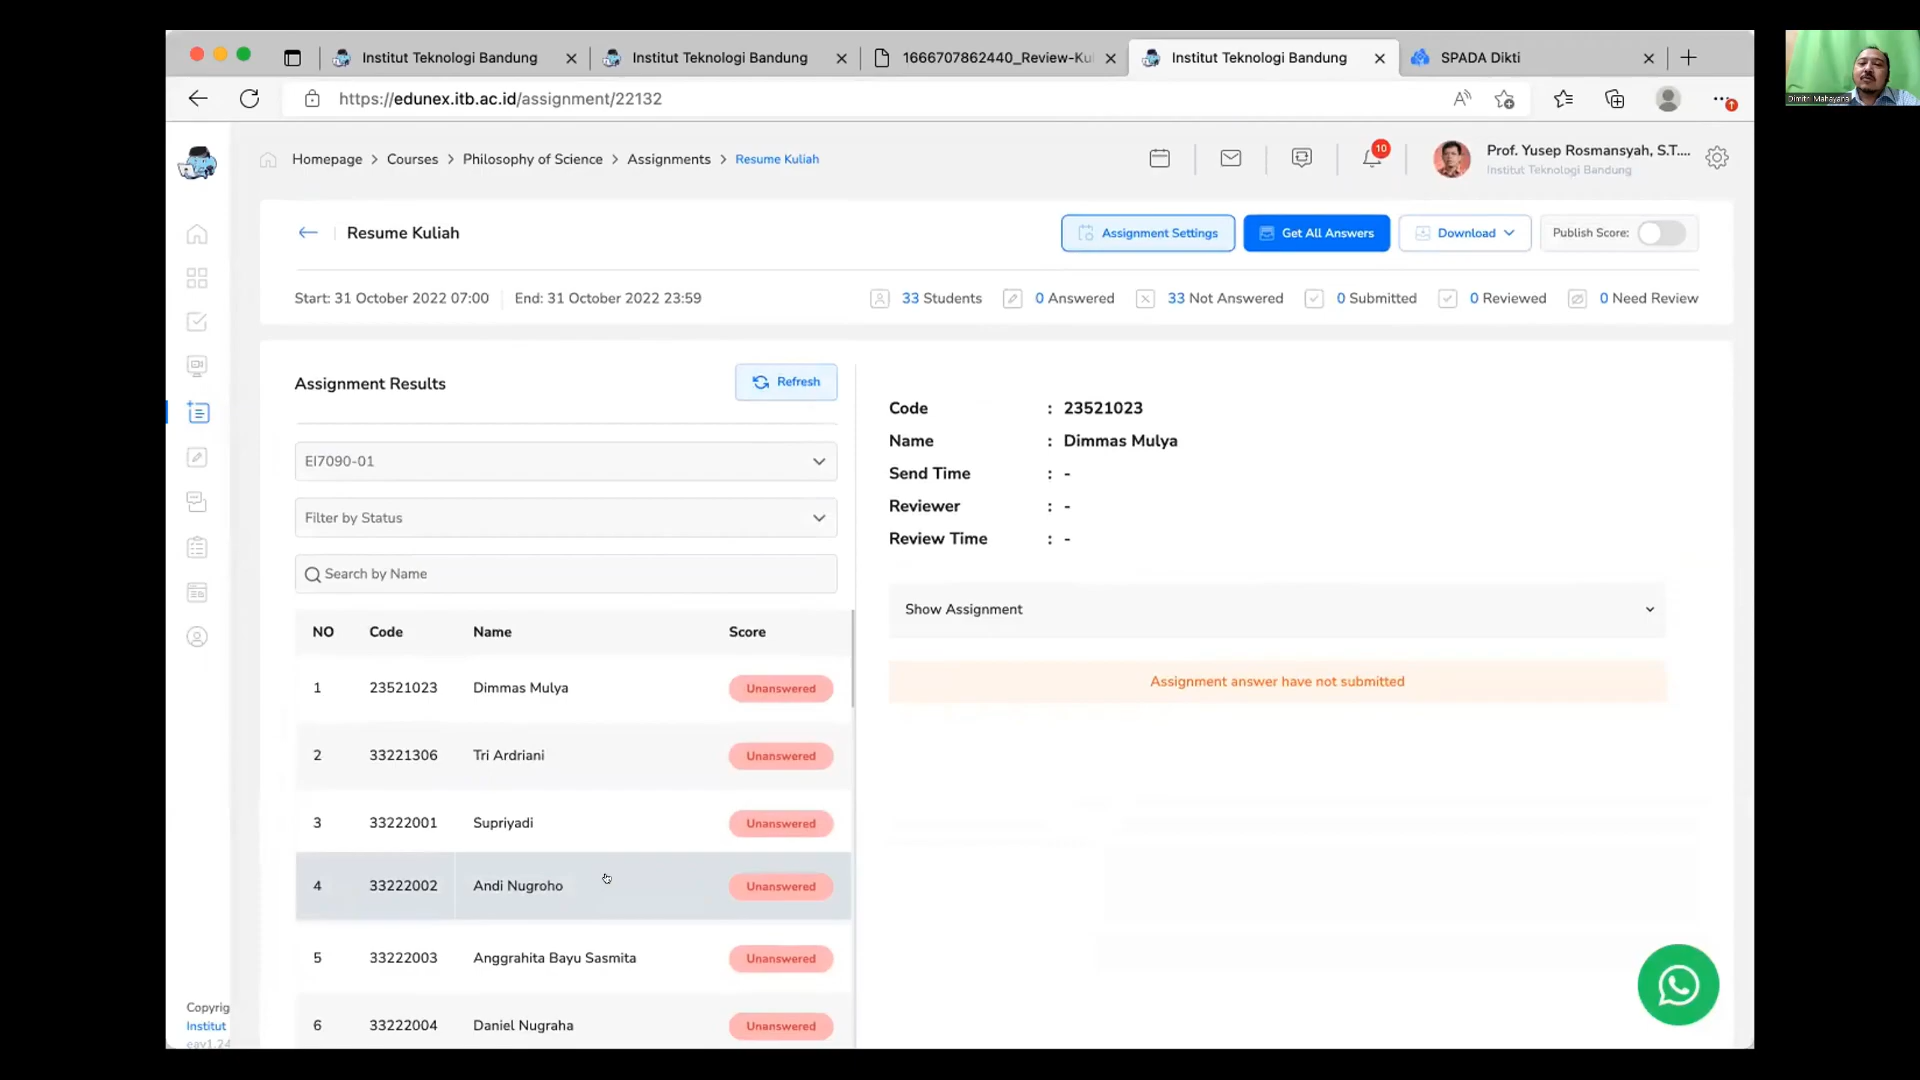 Institut Teknologi Bandung
Institut Teknologi Bandung
1666707862440_Review-Kul
Institut Teknologi Bandung
SPADA Dikti
https://edunex.itb.ac.id/assignment/22132
Dimitri Mahayana
Homepage > Courses > Philosophy of Science > Assignments > Resume Kuliah
10
Prof. Yusep Rosmansyah, S.T....
Institut Teknologi Bandung
Resume Kuliah
Assignment Settings
Get All Answers
Download
Publish Score:
Start: 31 October 2022 07:00
End: 31 October 2022 23:59
33 Students
0 Answered
33 Not Answered
0 Submitted
0 Reviewed
0 Need Review
Assignment Results
Refresh
EI7090-01
Filter by Status
Search by Name
NO Code Name Score
1 23521023 Dimmas Mulya Unanswered
2 33221306 Tri Ardriani Unanswered
3 33222001 Supriyadi Unanswered
4 33222002 Andi Nugroho Unanswered
5 33222003 Anggrahita Bayu Sasmita Unanswered
6 33222004 Daniel Nugraha Unanswered
Code : 23521023
Name : Dimmas Mulya
Send Time : -
Reviewer : -
Review Time : -
Show Assignment
Assignment answer have not submitted
Copyrig
Institut
eav1.24